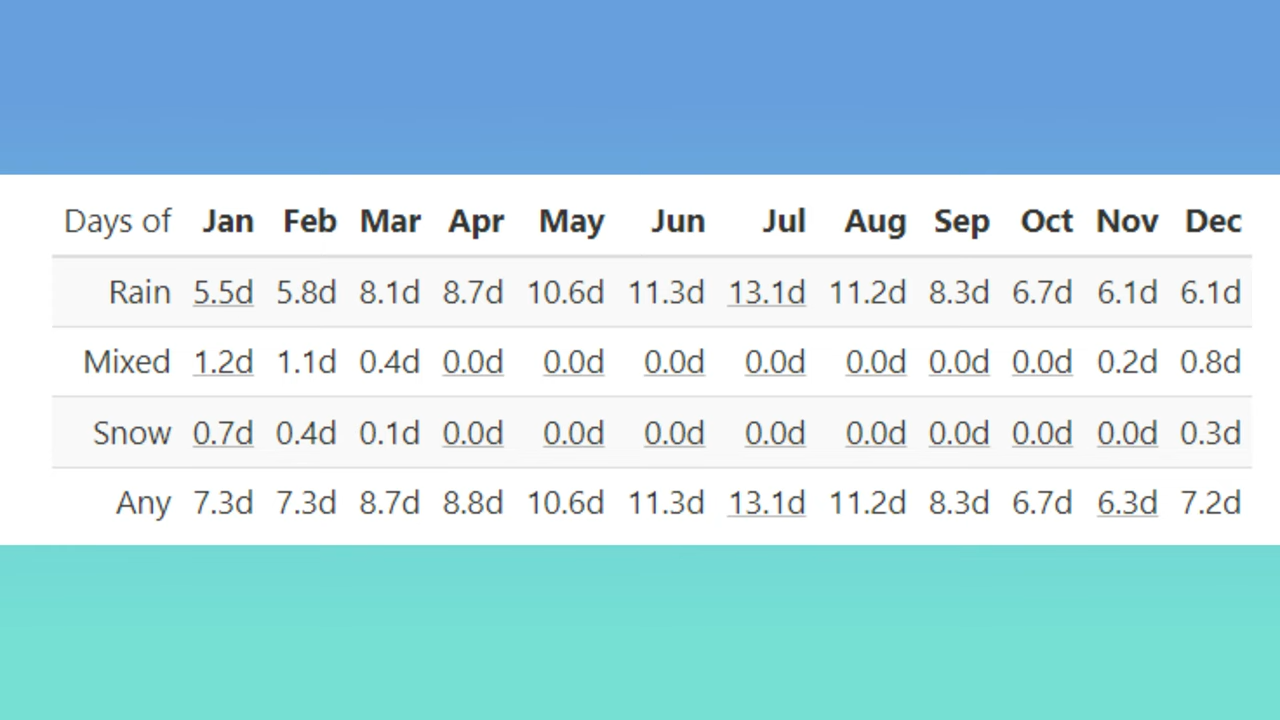 Days of Jan Feb Mar Apr May Jun Jul Aug Sep Oct Nov Dec
Rain 5.5d 5.8d 8.1d 8.7d 10.6d 11.3d 13.1d 11.2d 8.3d 6.7d 6.1d 6.1d
Mixed 1.2d 1.1d 0.4d 0.0d 0.0d 0.0d 0.0d 0.0d 0.0d 0.0d 0.2d 0.8d
Snow 0.7d 0.4d 0.1d 0.0d 0.0d 0.0d 0.0d 0.0d 0.0d 0.0d 0.0d 0.3d
Any 7.3d 7.3d 8.7d 8.8d 10.6d 11.3d 13.1d 11.2d 8.3d 6.7d 6.3d 7.2d